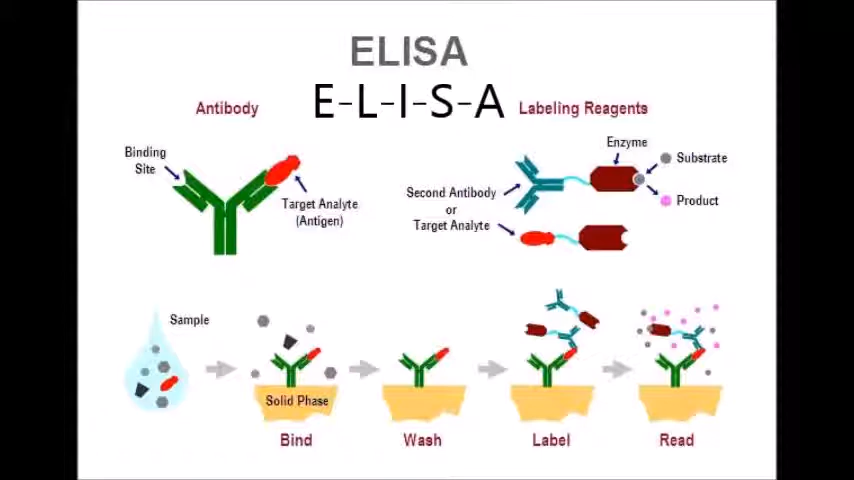 ELISA
E-L-I-S-A
Antibody
Labeling Reagents
Binding
Site
Target Analyte
(Antigen)
Enzyme
Substrate
Product
Second Antibody
or
Target Analyte
Sample
Solid Phase
Bind
Wash
Label
Read